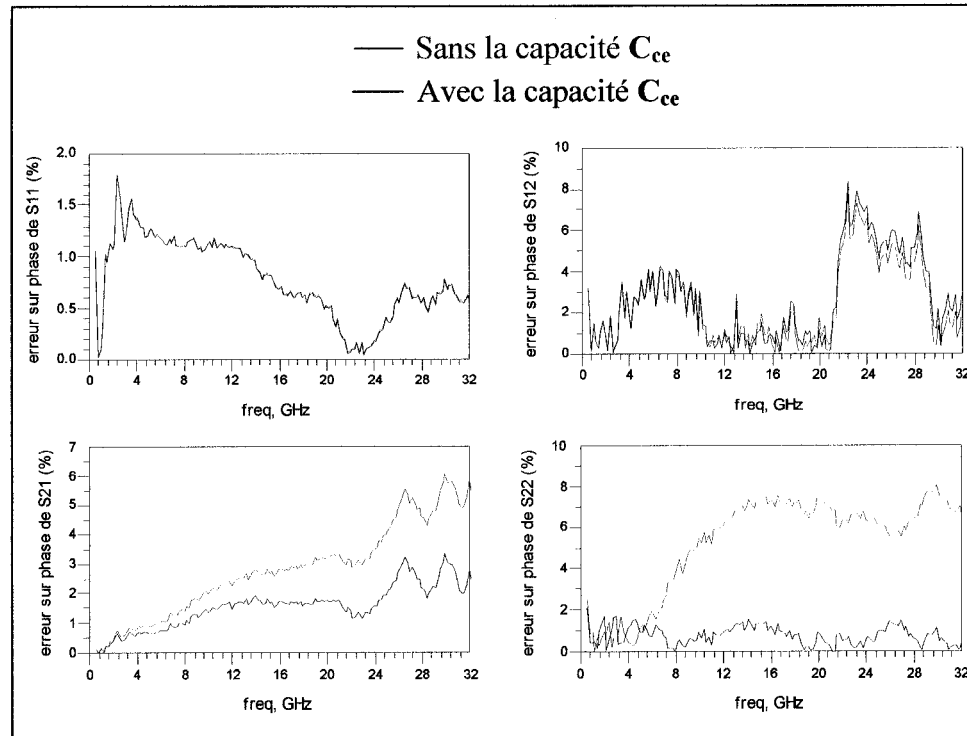 Sans la capacité Cce
Avec la capacité Cce
erreur sur phase de S11 (%)
2.0
1.5
1.0
0.5
0.0
0 4 8 12 16 20 24 28 32
freq, GHz
erreur sur phase de S12 (%)
10
8
6
4
2
0
0 4 8 12 16 20 24 28 32
freq, GHz
erreur sur phase de S21 (%)
7
6
5
4
3
2
1
0
0 4 8 12 16 20 24 28 32
freq, GHz
erreur sur phase de S22 (%)
10
8
6
4
2
0
0 4 8 12 16 20 24 28 32
freq, GHz